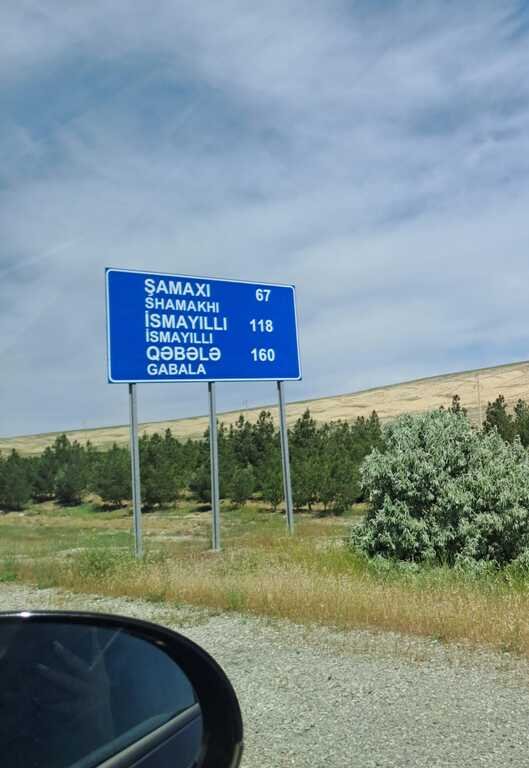 ŞAMAXI 67
SHAMAKHI
İSMAYILLI 118
İSMAYILLI
QƏBƏLƏ 160
GABALA